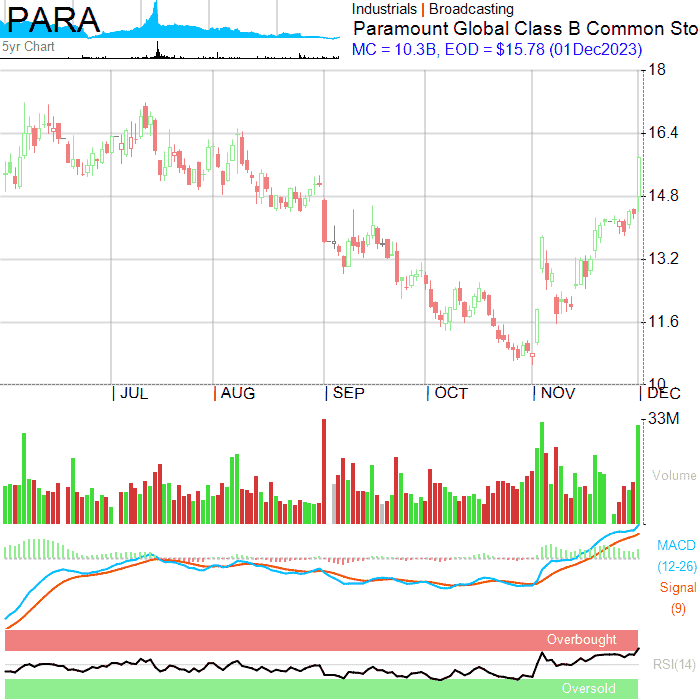 PARA
5yr Chart
Industrials | Broadcasting
Paramount Global Class B Common Sto
MC = 10.3B, EOD = $15.78 (01Dec2023)
18
16.4
14.8
13.2
11.6
10
JUL AUG SEP OCT NOV DEC
33M
Volume
MACD
(12-26)
Signal
(9)
Overbought
RSI(14)
Oversold